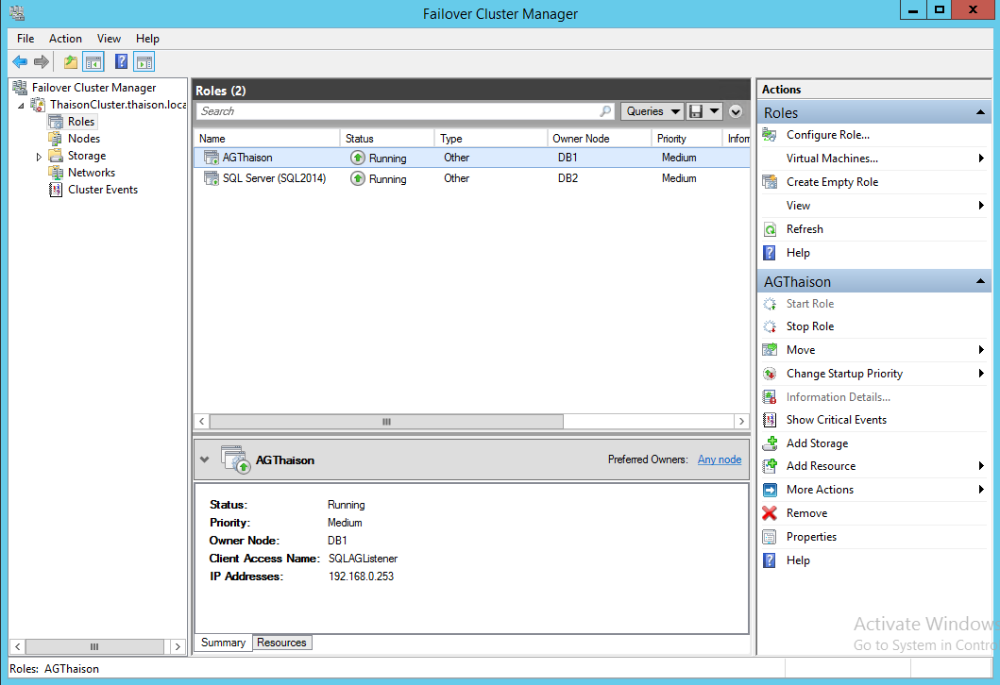 Failover Cluster Manager
File Action View Help
Failover Cluster Manager
ThaisonCluster.thaison.loca
Roles
Nodes
Storage
Networks
Cluster Events
Roles (2)
Search
Queries
Name Status Type Owner Node Priority Inform
AGThaison Running Other DB1 Medium
SQL Server (SQL2014) Running Other DB2 Medium
AGThaison Preferred Owners: Any node
Status: Running
Priority: Medium
Owner Node: DB1
Client Access Name: SQLAGListener
IP Addresses: 192.168.0.253
Summary Resources
Actions
Roles
Configure Role...
Virtual Machines...
Create Empty Role
View
Refresh
Help
AGThaison
Start Role
Stop Role
Move
Change Startup Priority
Information Details...
Show Critical Events
Add Storage
Add Resource
More Actions
Remove
Properties
Help
Activate Window
Go to System in Contro
Roles: AGThaison